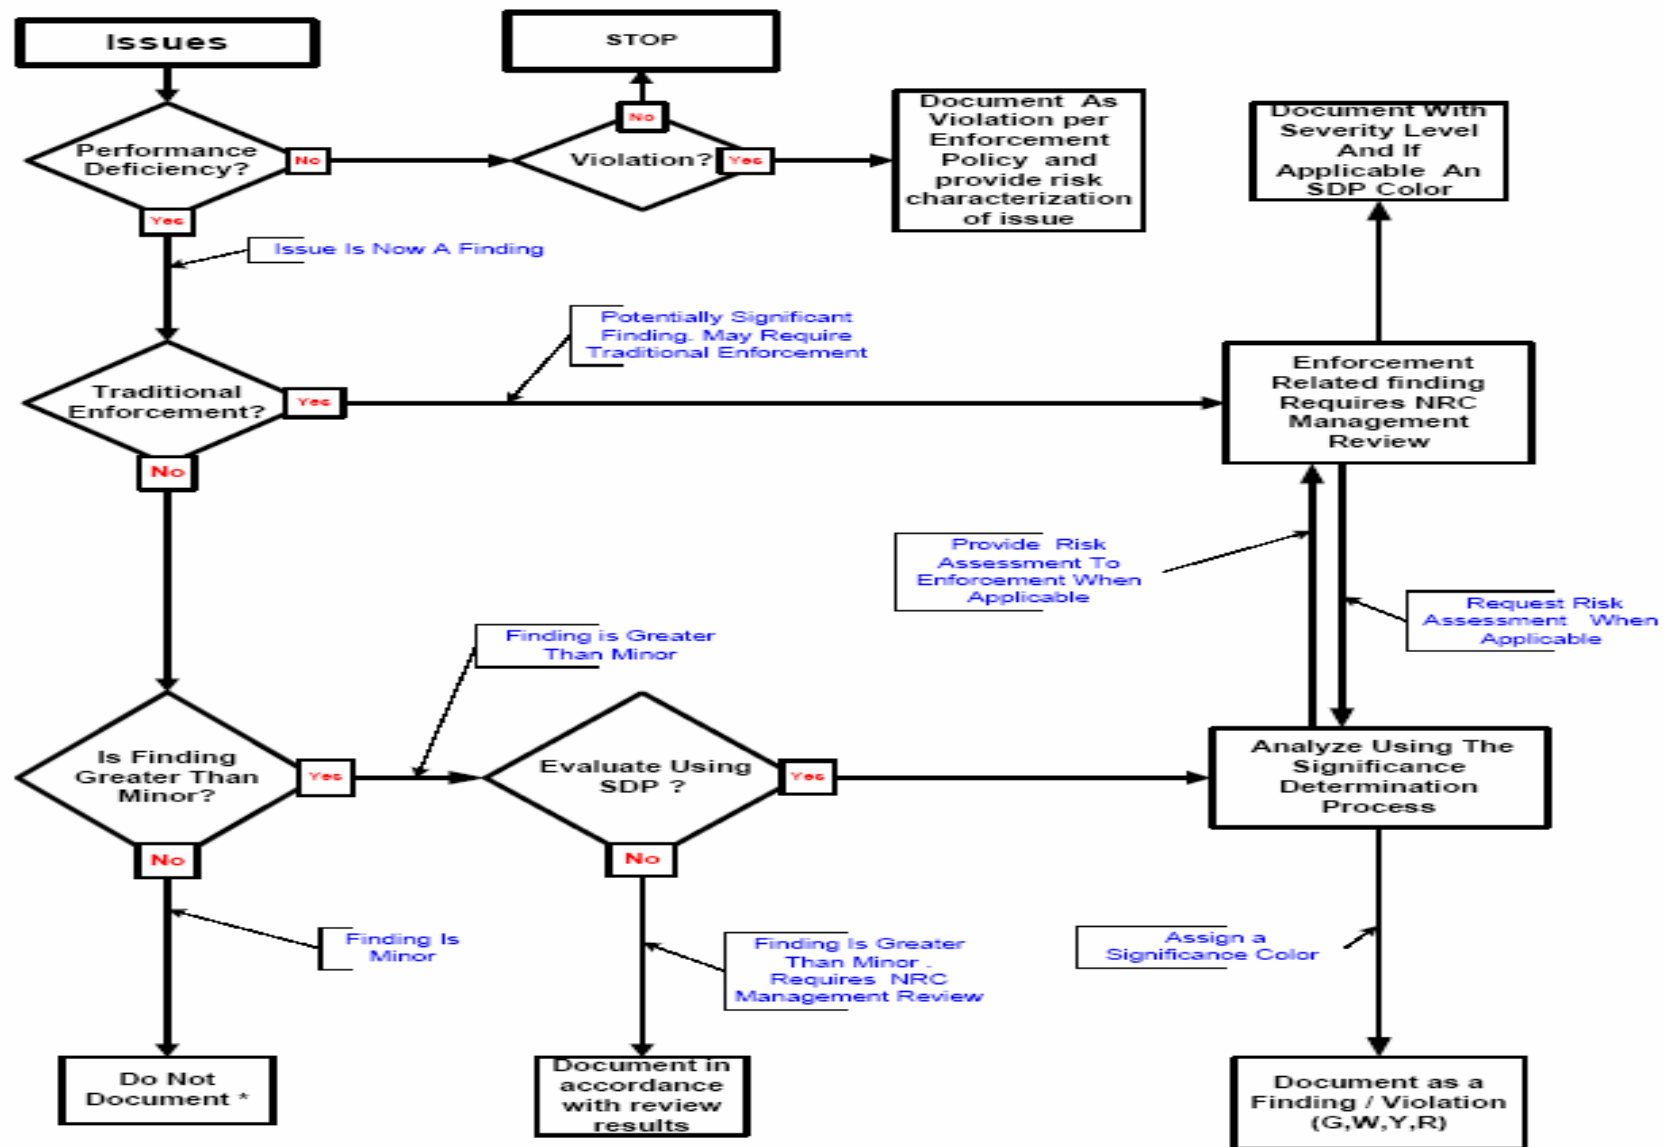 Issues
STOP
Performance
Deficiency?
No
Yes
Violation?
No
Yes
Document As
Violation per
Enforcement
Policy and
provide risk
characterization
of issue
Document With
Severity Level
And If
Applicable An
SDP Color
Issue Is Now A Finding
Potentially Significant
Finding. May Require
Traditional Enforcement
Traditional
Enforcement?
Yes
No
Enforcement
Related finding
Requires NRC
Management
Review
Provide Risk
Assessment To
Enforcement When
Applicable
Request Risk
Assessment When
Applicable
Finding is Greater
Than Minor
Is Finding
Greater Than
Minor?
Yes
No
Evaluate Using
SDP ?
Yes
No
Analyze Using The
Significance
Determination
Process
Finding Is
Minor
Finding Is Greater
Than Minor .
Requires NRC
Management Review
Assign a
Significance Color
Do Not
Document *
Document in
accordance
with review
results
Document as a
Finding / Violation
(G,W,Y,R)